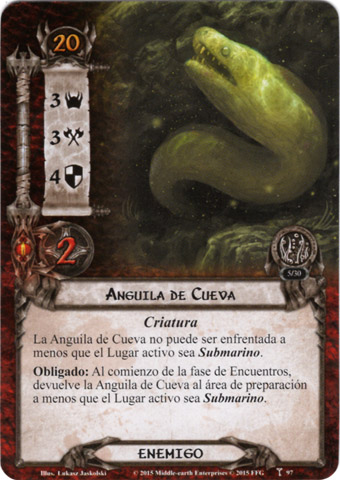 20
3
3
4
2
5/30
Anguila de Cueva
Criatura
La Anguila de Cueva no puede ser enfrentada a
menos que el Lugar activo sea Submarino.
Obligado: Al comienzo de la fase de Encuentros,
devuelve la Anguila de Cueva al área de preparación
a menos que el Lugar activo sea Submarino.
ENEMIGO
Illus. Lukasz Jaskolski © 2015 Middle-earth Enterprises © 2015 FFG 97